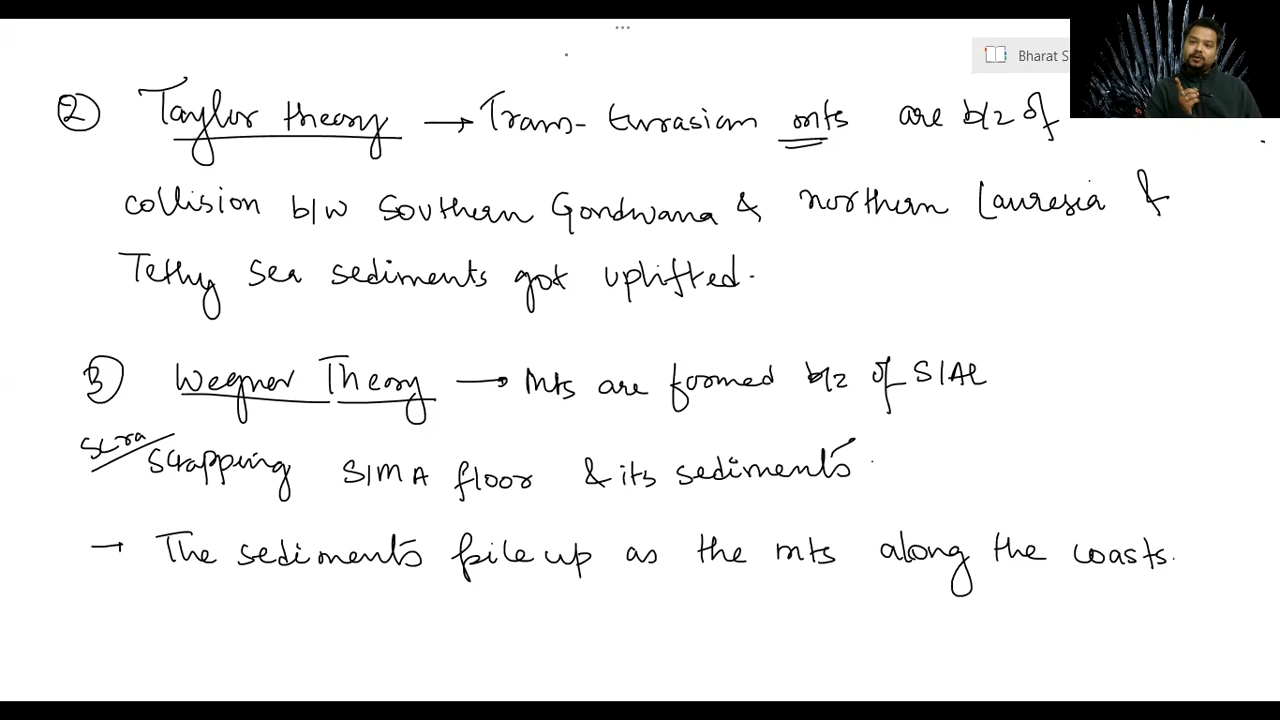 ...
Bharat S
② Taylor theory → Trans-Eurasian mts are b/z of
collision b/w Southern Gondwana & northern Lauresia &
Tethy Sea sediments got uplifted.
③ Wegner Theory → Mts are formed b/z of SIAL
Scra
Scrapping SIMA floor & its sediments.
→ The sediments pile up as the mts along the coasts.